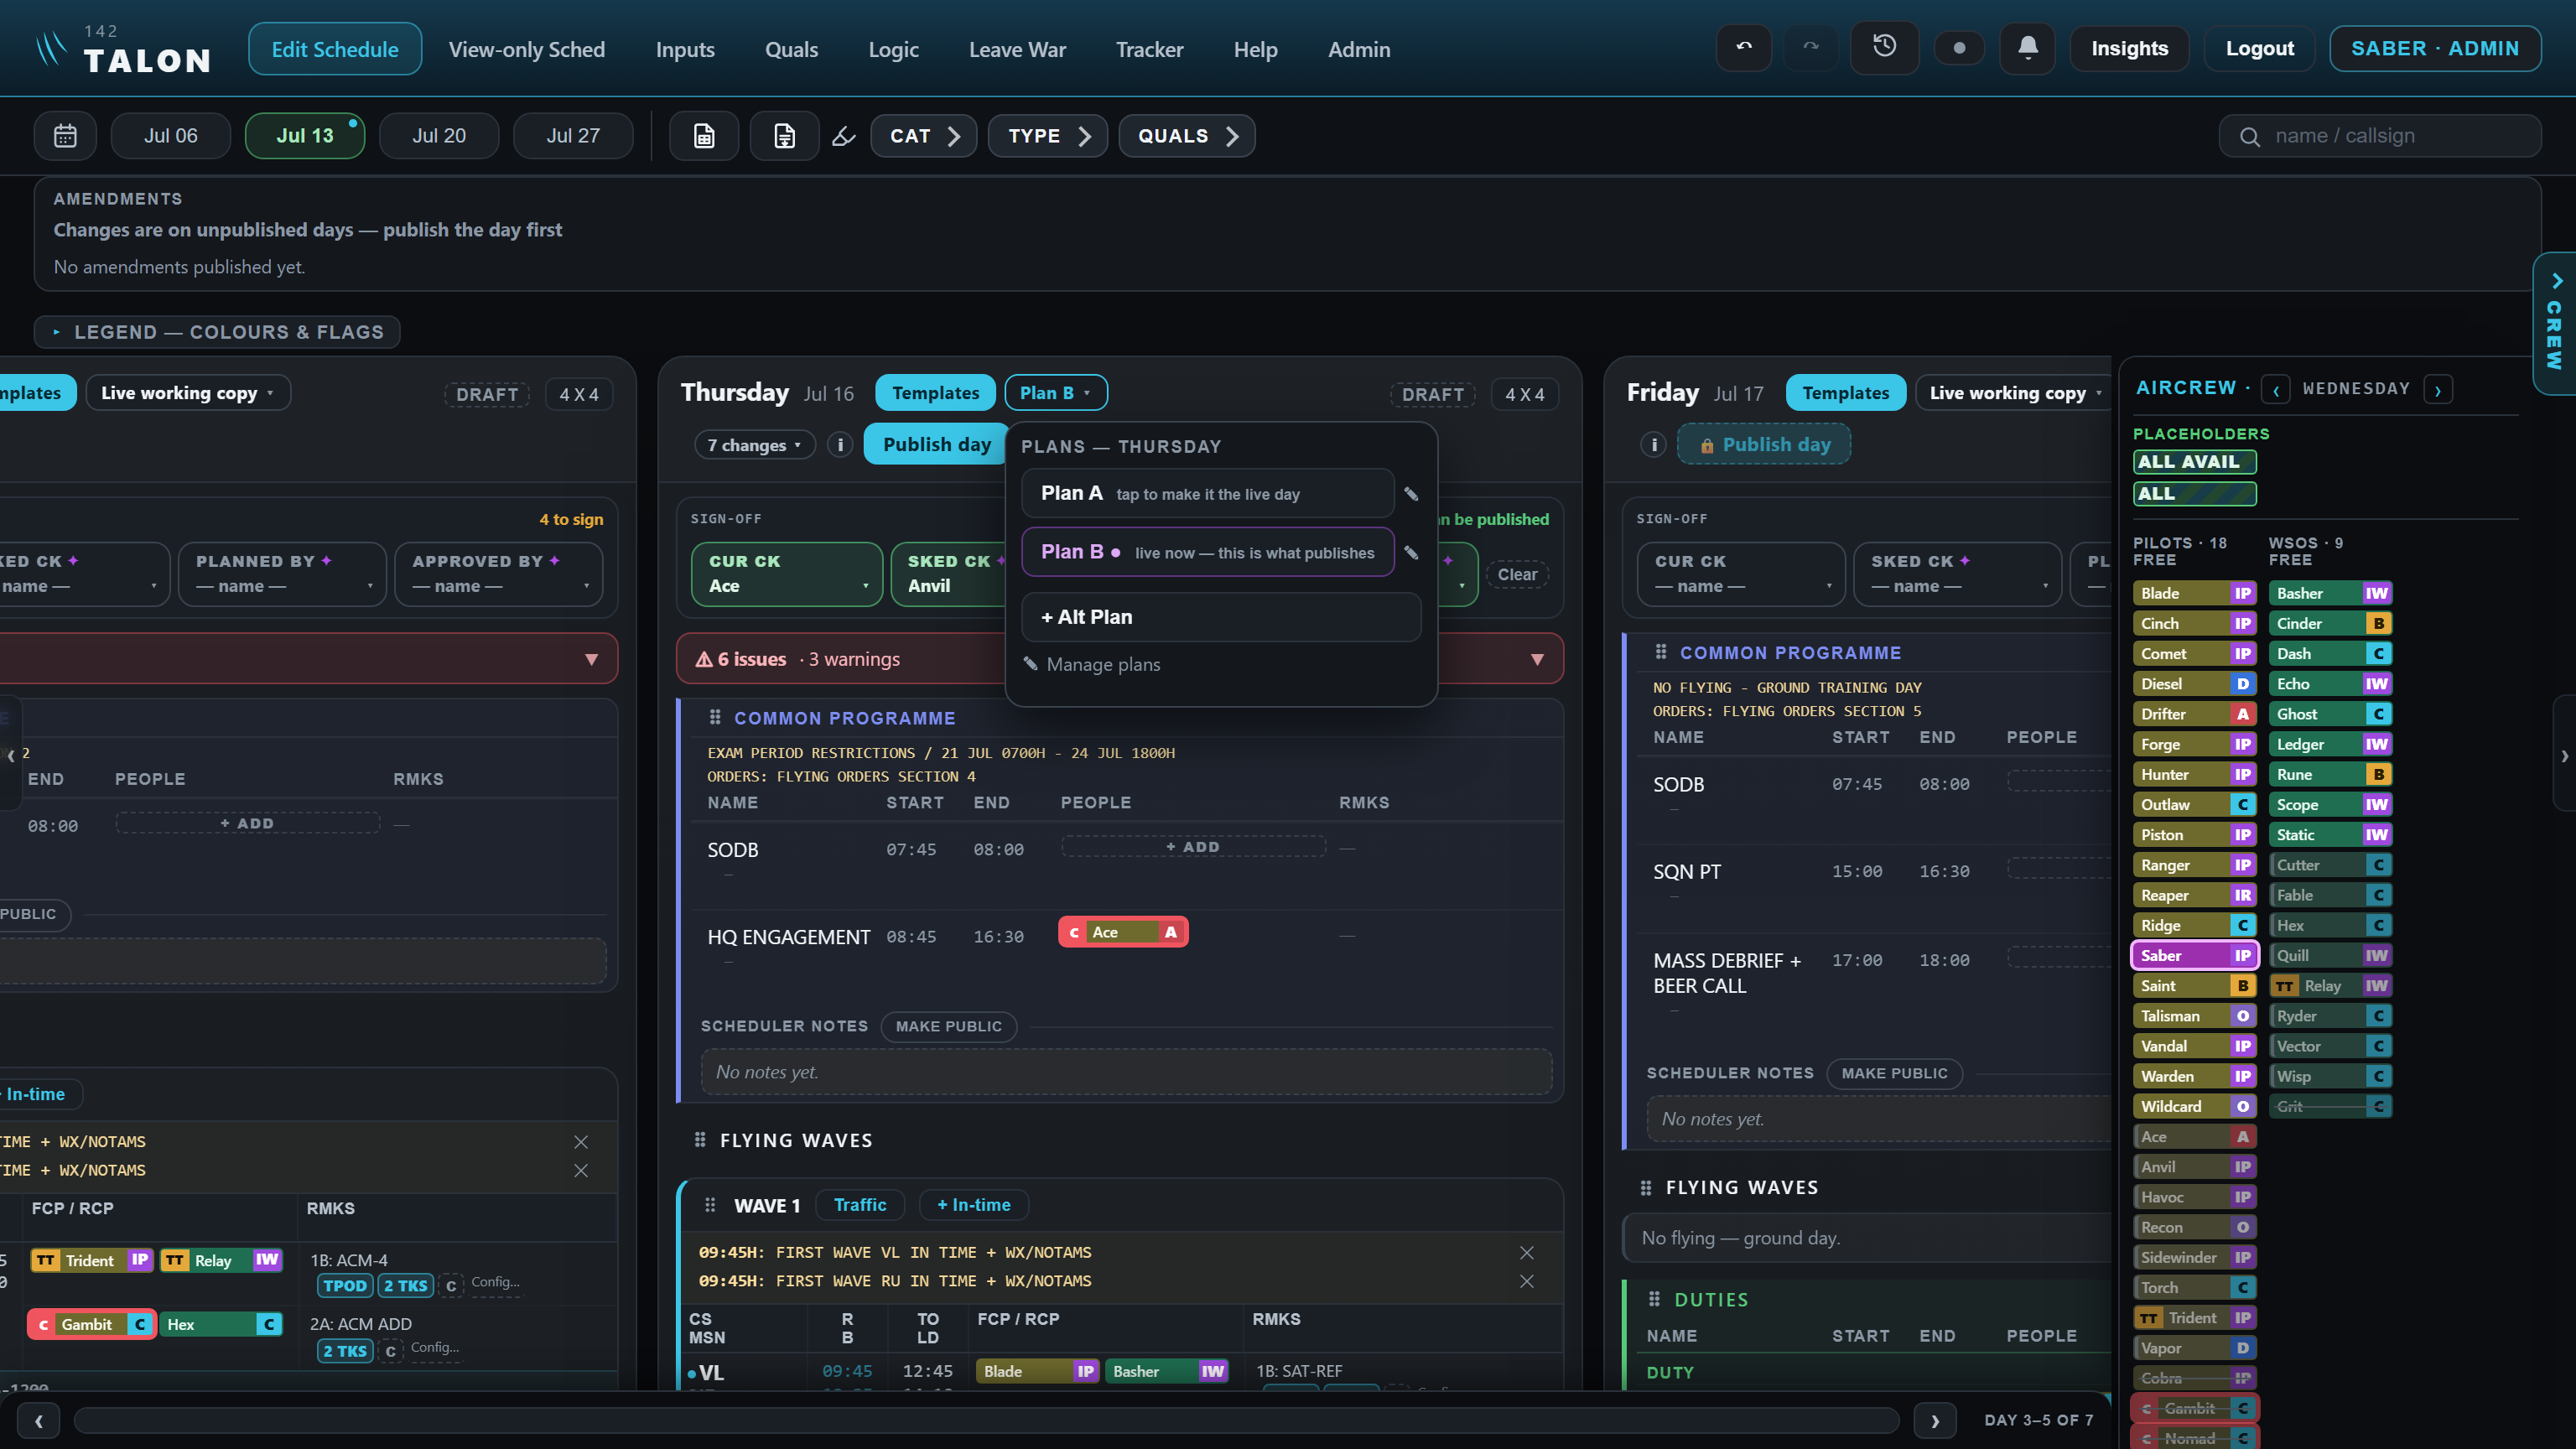 142
TALON
Edit Schedule
View-only Sched
Inputs
Quals
Logic
Leave War
Tracker
Help
Admin
Insights
Logout
SABER · ADMIN
Jul 06
Jul 13
Jul 20
Jul 27
CAT
TYPE
QUALS
name / callsign
AMENDMENTS
Changes are on unpublished days — publish the day first
No amendments published yet.
LEGEND — COLOURS & FLAGS
CREW
Live working copy
DRAFT
4 X 4
4 to sign
PLANNED BY
— name —
APPROVED BY
— name —
END
PEOPLE
RMKS
08:00
+ ADD
—
PUBLIC
In-time
TIME + WX/NOTAMS
TIME + WX/NOTAMS
FCP / RCP
RMKS
TT Trident IP
TT Relay IW
1B: ACM-4
TPOD
2 TKS
C
Config...
c Gambit C
Hex C
2A: ACM ADD
2 TKS
C
Config...
Thursday
Jul 16
Templates
Plan B
DRAFT
4 X 4
7 changes
i
Publish day
PLANS — THURSDAY
Plan A tap to make it the live day
Plan B live now — this is what publishes
+ Alt Plan
Manage plans
SIGN-OFF
CUR CK
Ace
SKED CK
Anvil
Clear
be published
6 issues · 3 warnings
COMMON PROGRAMME
EXAM PERIOD RESTRICTIONS / 21 JUL 0700H - 24 JUL 1800H
ORDERS: FLYING ORDERS SECTION 4
NAME START END PEOPLE RMKS
SODB 07:45 08:00 + ADD —
—
HQ ENGAGEMENT 08:45 16:30 c Ace A —
—
SCHEDULER NOTES MAKE PUBLIC
No notes yet.
FLYING WAVES
WAVE 1 Traffic + In-time
09:45H: FIRST WAVE VL IN TIME + WX/NOTAMS
09:45H: FIRST WAVE RU IN TIME + WX/NOTAMS
CS R TO FCP / RCP RMKS
MSN B LD
VL 09:45 12:45 Blade IP Basher IW 1B: SAT-REF
Friday
Jul 17
Templates
Live working copy
i
Publish day
SIGN-OFF
CUR CK
— name —
SKED CK
— name —
COMMON PROGRAMME
NO FLYING - GROUND TRAINING DAY
ORDERS: FLYING ORDERS SECTION 5
NAME START END PEOPLE
SODB 07:45 08:00
—
SQN PT 15:00 16:30
—
MASS DEBRIEF + 17:00 18:00
BEER CALL
—
SCHEDULER NOTES MAKE PUBLIC
No notes yet.
FLYING WAVES
No flying — ground day.
DUTIES
NAME START END PEOPLE
DUTY
AIRCREW · WEDNESDAY
PLACEHOLDERS
ALL AVAIL
ALL
PILOTS · 18
FREE
WSOS · 9
FREE
Blade IP Basher IW
Cinch IP Cinder B
Comet IP Dash C
Diesel D Echo IW
Drifter A Ghost C
Forge IP Ledger IW
Hunter IP Rune B
Outlaw C Scope IW
Piston IP Static IW
Ranger IP Cutter C
Reaper IR Fable C
Ridge C Hex C
Saber IP Quill IW
Saint B TT Relay IW
Talisman O Ryder C
Vandal IP Vector C
Warden IP Wisp C
Wildcard O Grit C
Ace A
Anvil IP
Havoc IP
Recon O
Sidewinder IP
Torch C
TT Trident IP
Vapor D
Cobra IP
c Gambit C
c Nomad C
DAY 3–5 OF 7